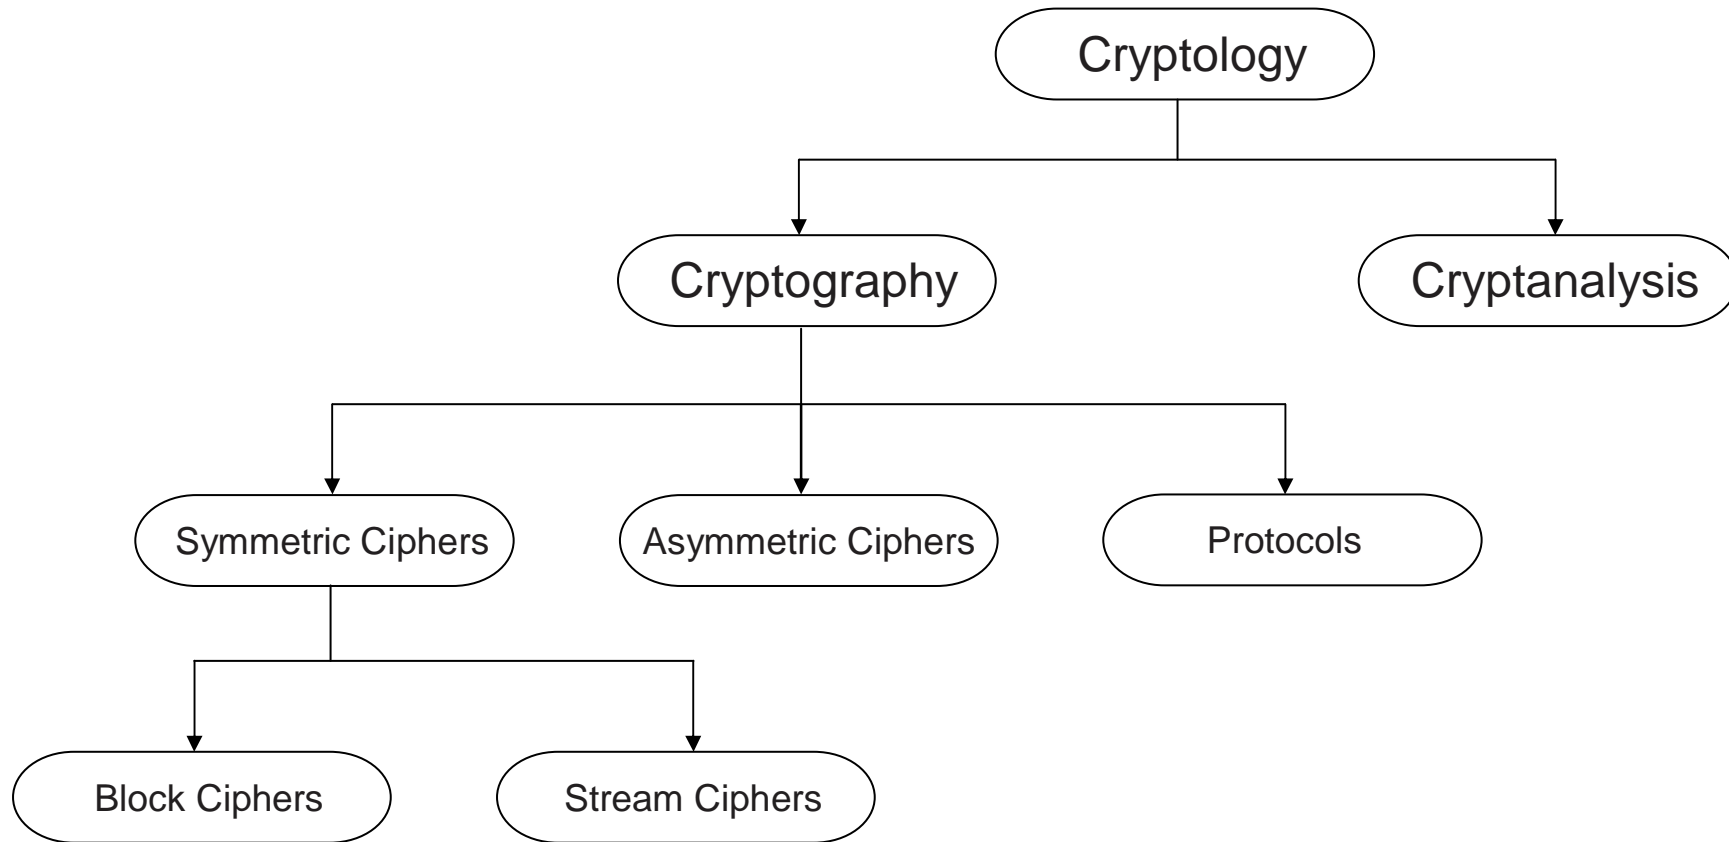 Cryptology
Cryptography
Cryptanalysis
Symmetric Ciphers
Asymmetric Ciphers
Protocols
Block Ciphers
Stream Ciphers